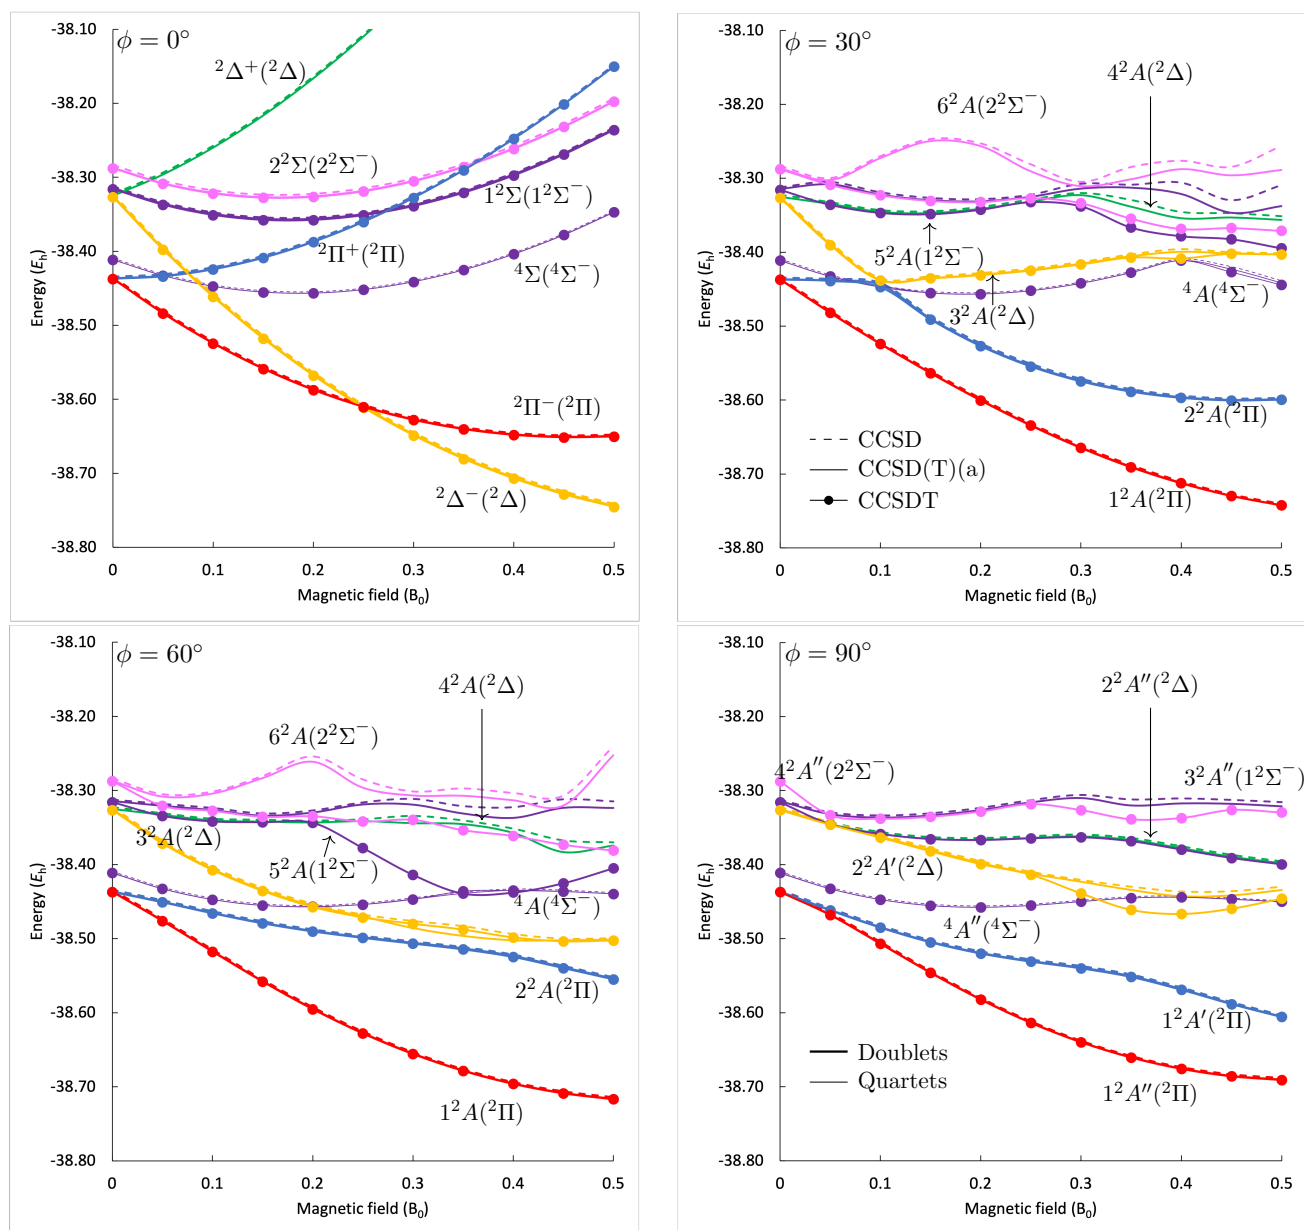 ϕ = 0°
-38.10
-38.20
-38.30
-38.40
-38.50
-38.60
-38.70
-38.80
Energy (Eₕ)
0 0.1 0.2 0.3 0.4 0.5
Magnetic field (B₀)
²Δ⁺(²Δ)
2²Σ(2²Σ⁻)
1²Σ(1²Σ⁻)
²Π⁺(²Π)
⁴Σ(⁴Σ⁻)
²Π⁻(²Π)
²Δ⁻(²Δ)
ϕ = 30°
-38.10
-38.20
-38.30
-38.40
-38.50
-38.60
-38.70
-38.80
Energy (Eₕ)
0 0.1 0.2 0.3 0.4 0.5
Magnetic field (B₀)
4²A(²Δ)
6²A(2²Σ⁻)
5²A(1²Σ⁻)
⁴A(⁴Σ⁻)
3²A(²Δ)
2²A(²Π)
1²A(²Π)
CCSD
CCSD(T)(a)
CCSDT
ϕ = 60°
-38.10
-38.20
-38.30
-38.40
-38.50
-38.60
-38.70
-38.80
Energy (Eₕ)
0 0.1 0.2 0.3 0.4 0.5
Magnetic field (B₀)
4²A(²Δ)
6²A(2²Σ⁻)
3²A(²Δ)
5²A(1²Σ⁻)
⁴A(⁴Σ⁻)
2²A(²Π)
1²A(²Π)
ϕ = 90°
-38.10
-38.20
-38.30
-38.40
-38.50
-38.60
-38.70
-38.80
Energy (Eₕ)
0 0.1 0.2 0.3 0.4 0.5
Magnetic field (B₀)
2²A′′(²Δ)
4²A′′(2²Σ⁻)
3²A′′(1²Σ⁻)
2²A′(²Δ)
⁴A′′(⁴Σ⁻)
1²A′(²Π)
1²A′′(²Π)
Doublets
Quartets